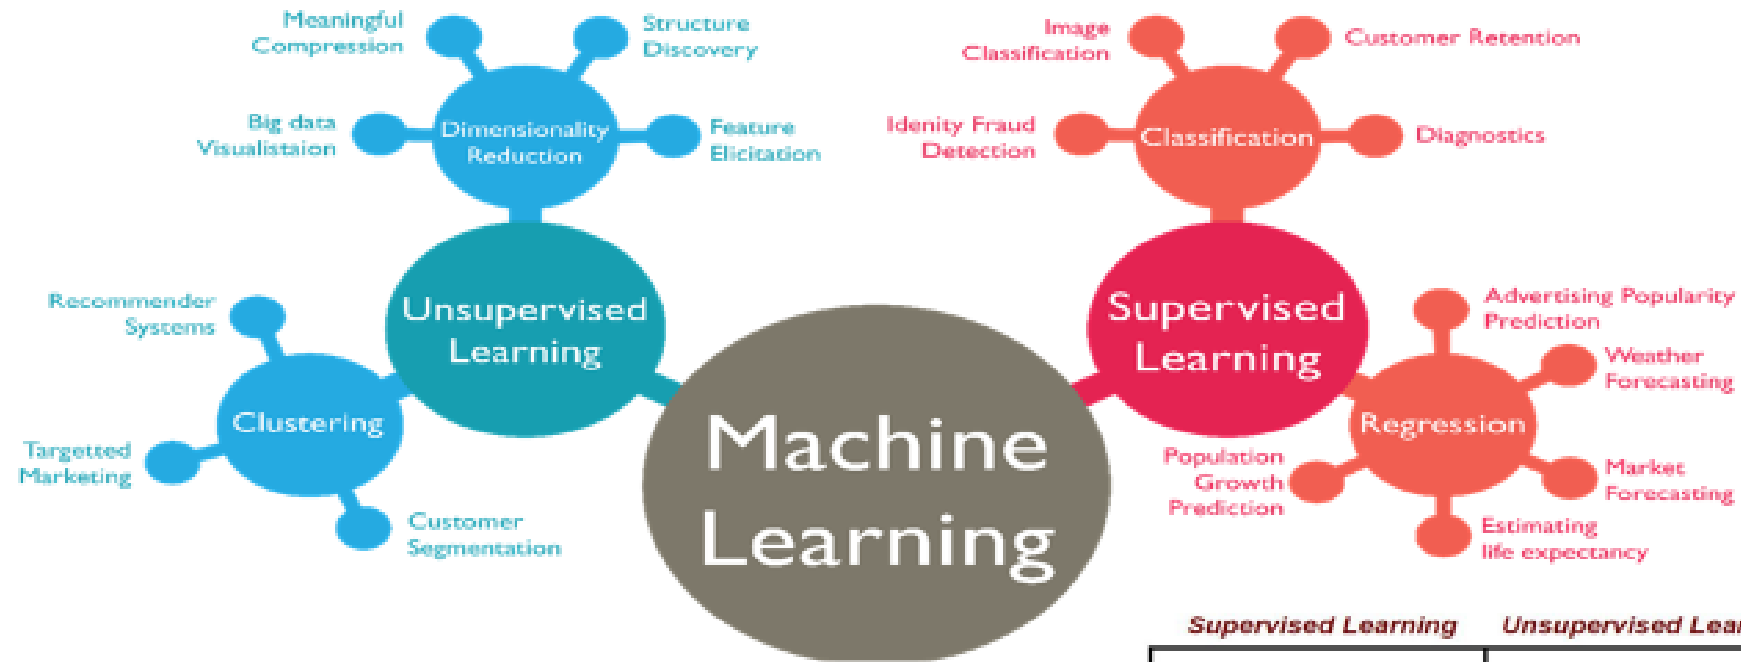 Meaningful
Compression
Structure
Discovery
Big data
Visualistaion
Dimensionality
Reduction
Feature
Elicitation
Image
Classification
Customer Retention
Idenity Fraud
Detection
Classification
Diagnostics
Recommender
Systems
Unsupervised
Learning
Clustering
Targetted
Marketing
Customer
Segmentation
Machine
Learning
Supervised
Learning
Advertising Popularity
Prediction
Weather
Forecasting
Regression
Population
Growth
Prediction
Market
Forecasting
Estimating
life expectancy
Supervised Learning
Unsupervised Lear